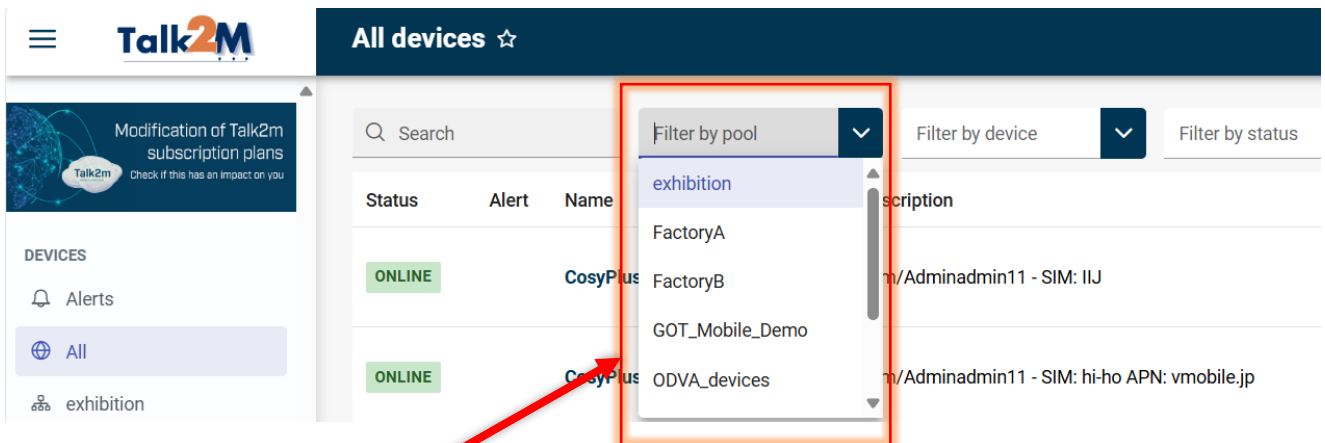 Talk2M
All devices
Modification of Talk2m
subscription plans
Talk2m
Check if this has an impact on you
Search
Filter by pool
Filter by device
Filter by status
exhibition
FactoryA
FactoryB
GOT_Mobile_Demo
ODVA_devices
Status
Alert
Name
scription
DEVICES
Alerts
All
exhibition
ONLINE
CosyPlus
m/Adminadmin11 - SIM: IIJ
ONLINE
CosyPlus
m/Adminadmin11 - SIM: hi-ho APN: vmobile.jp